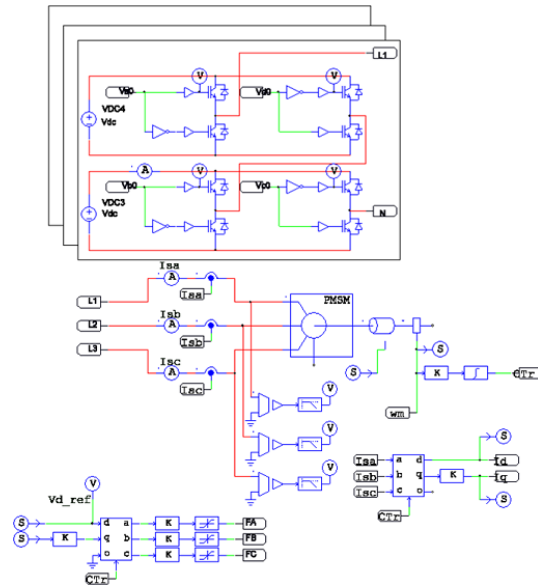 L1
V
V
VDC4
Vdc
A
V
V
VDC3
Vdc
N
Isa
L1
A
Isa
PMSM
Isb
L2
A
Isb
S
Isc
L3
A
Isc
S
K
CTr
V
wm
V
S
Isa
a
d
Id
Isb
b
q
K
Iq
Isc
c
o
V
S
CTr
V
Vd_ref
S
d
a
K
FA
S
K
q
b
K
FB
o
c
K
FC
CTr